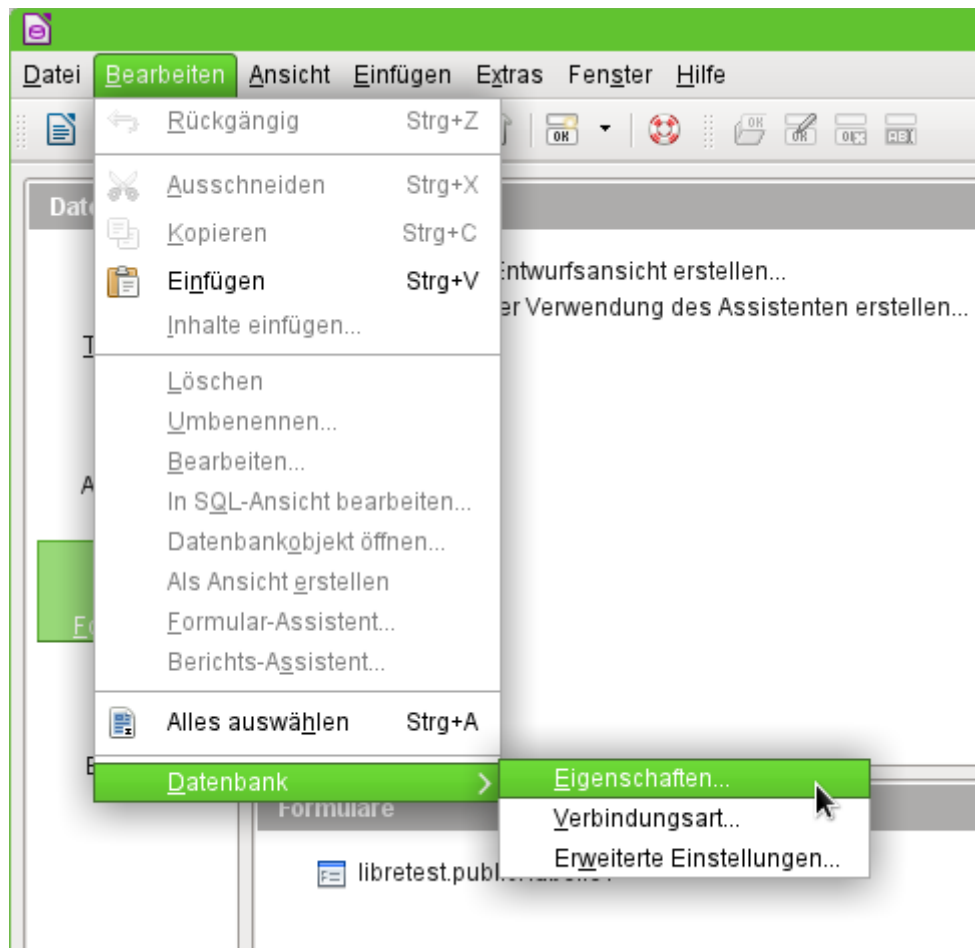 Datei Bearbeiten Ansicht Einfügen Extras Fenster Hilfe
Rückgängig Strg+Z
Ausschneiden Strg+X
Kopieren Strg+C
Einfügen Strg+V
Inhalte einfügen...
Löschen
Umbenennen...
Bearbeiten...
In SQL-Ansicht bearbeiten...
Datenbankobjekt öffnen...
Als Ansicht erstellen
Formular-Assistent...
Berichts-Assistent...
Alles auswählen Strg+A
Datenbank
Eigenschaften...
Verbindungsart...
Erweiterte Einstellungen...
Entwurfsansicht erstellen...
er Verwendung des Assistenten erstellen...
Formulare